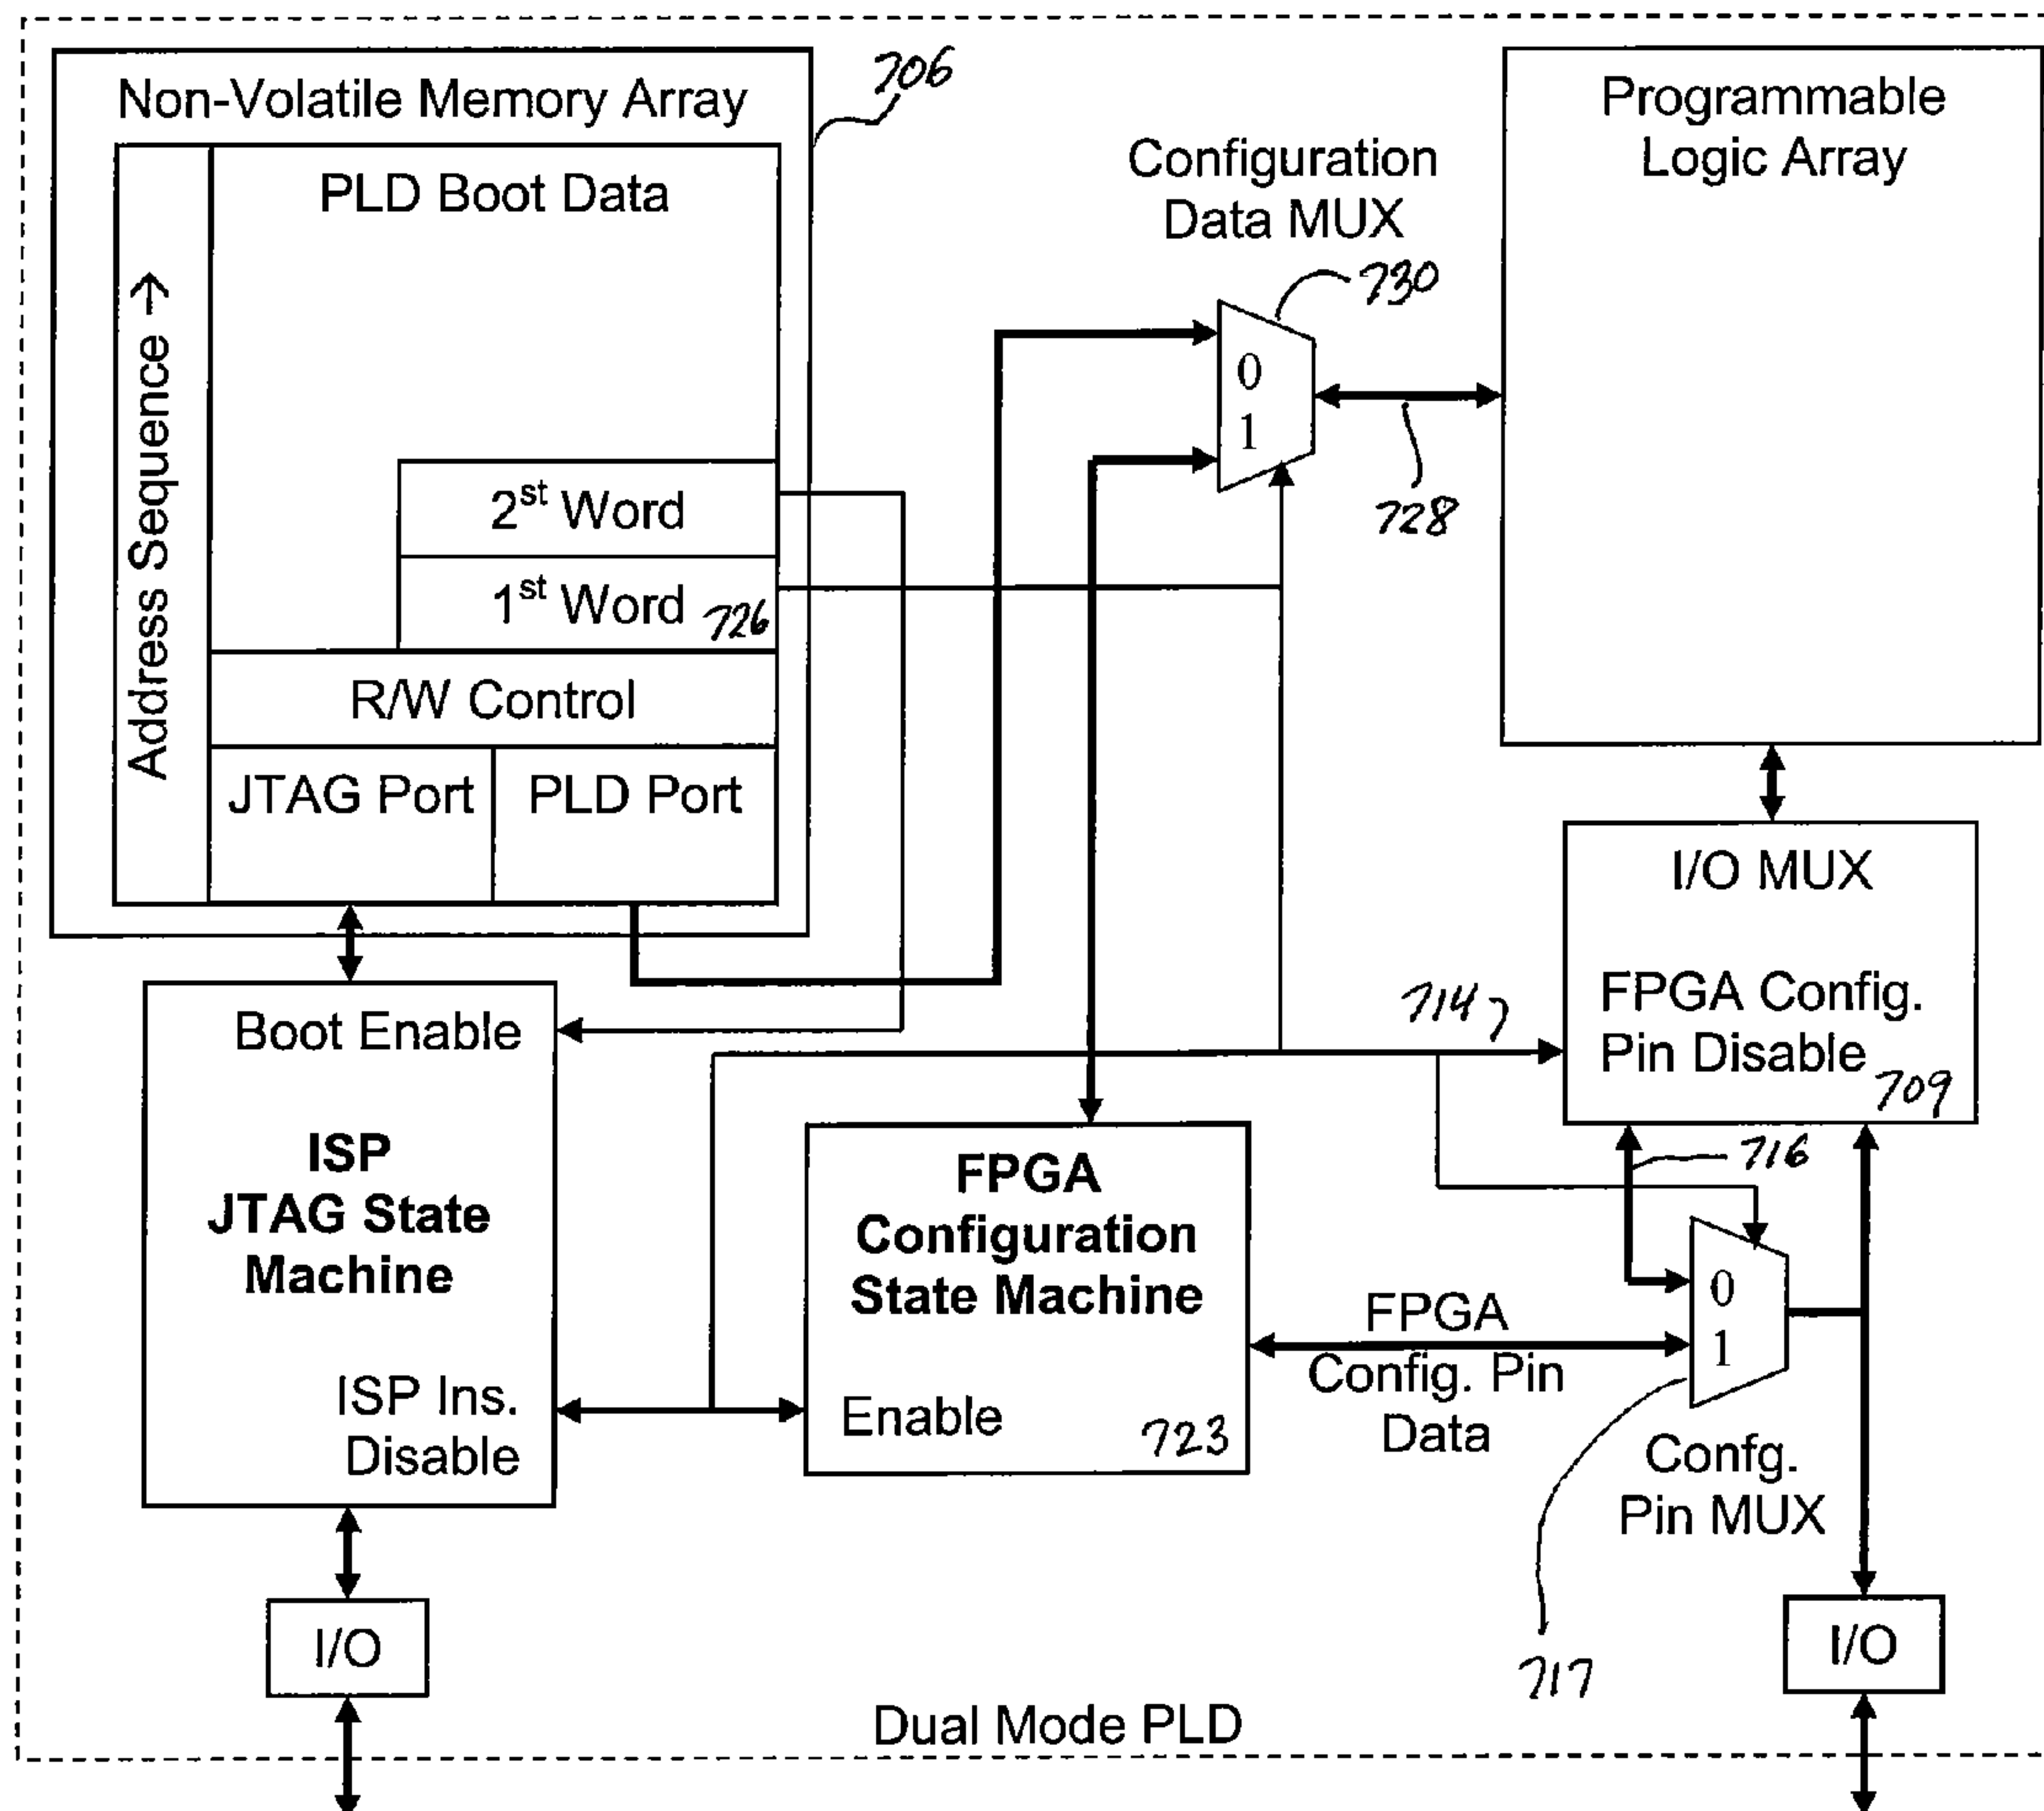 706
Non-Volatile Memory Array
PLD Boot Data
Address Sequence →
2st Word
1st Word 726
R/W Control
JTAG Port
PLD Port
Configuration
Data MUX
730
0
1
728
Programmable
Logic Array
I/O MUX
FPGA Config.
Pin Disable
709
714
716
Boot Enable
ISP
JTAG State
Machine
ISP Ins.
Disable
FPGA
Configuration
State Machine
Enable
723
FPGA
Config. Pin
Data
0
1
Confg.
Pin MUX
717
I/O
I/O
Dual Mode PLD